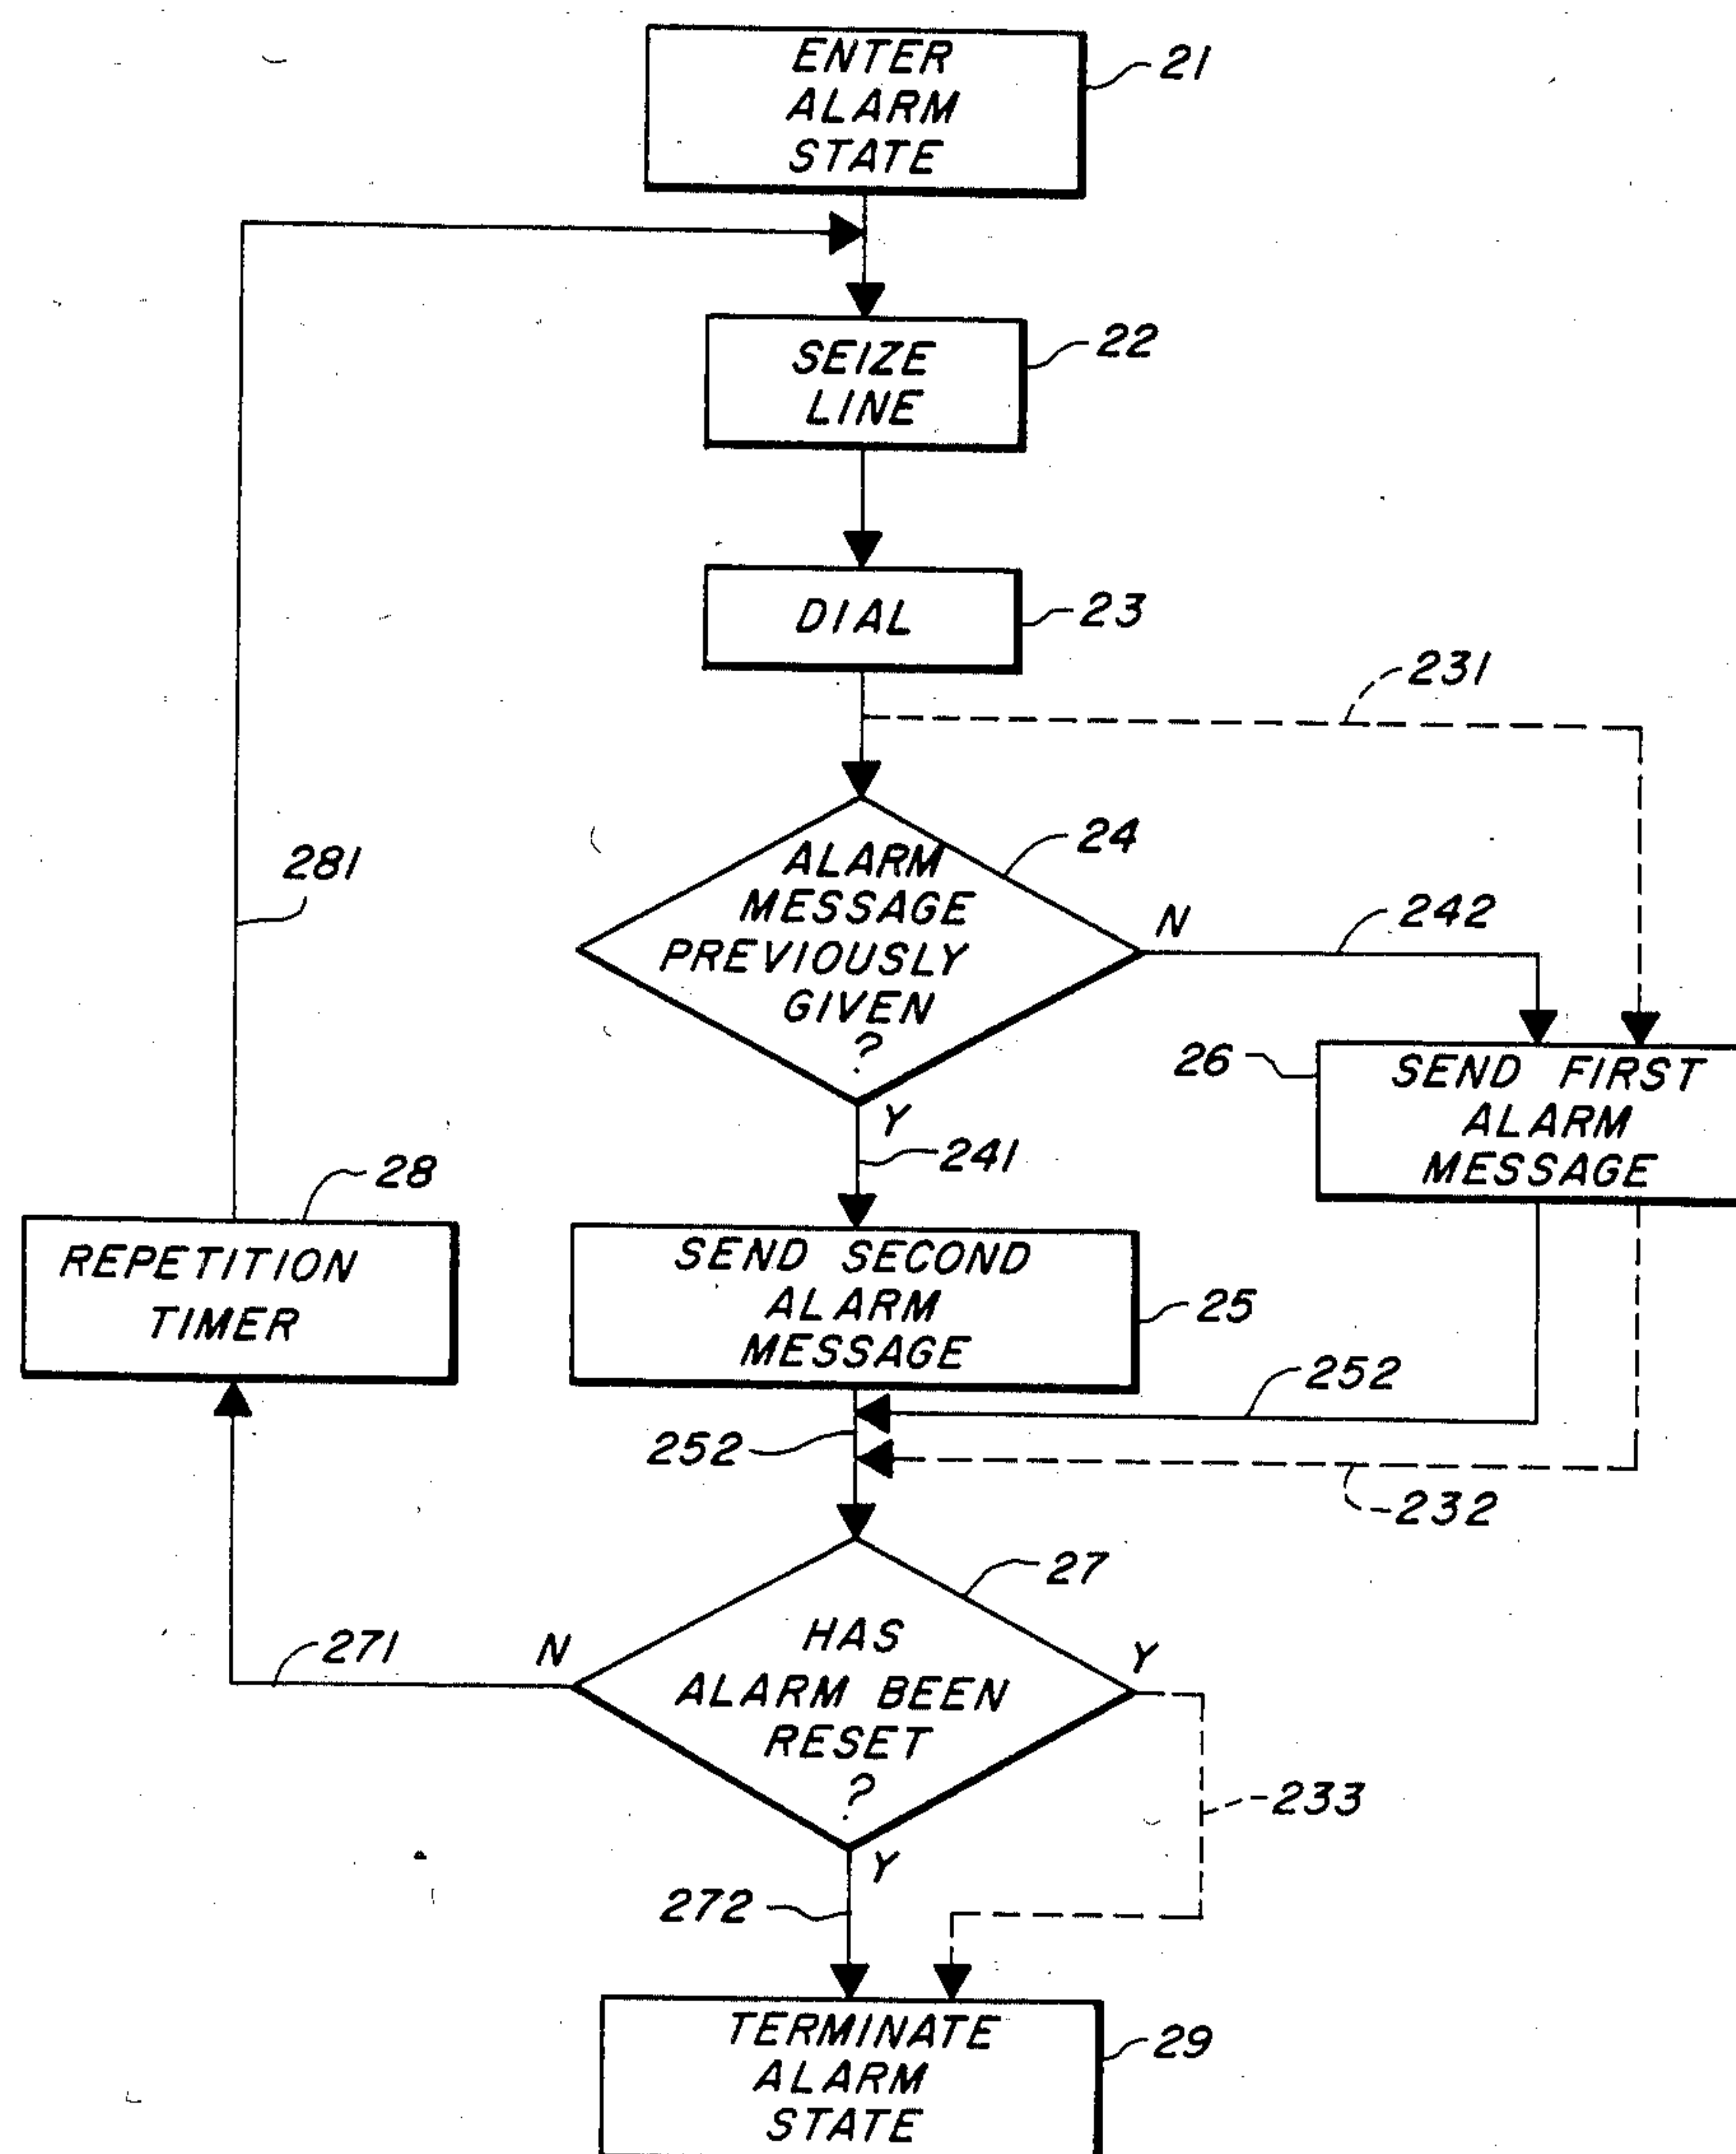 ENTER
ALARM
STATE
21
SEIZE
LINE
22
DIAL
23
231
ALARM
MESSAGE
PREVIOUSLY
GIVEN
?
24
N
242
281
Y
241
26
SEND FIRST
ALARM
MESSAGE
28
REPETITION
TIMER
SEND SECOND
ALARM
MESSAGE
25
252
252
232
HAS
ALARM BEEN
RESET
?
27
N
271
Y
233
Y
272
TERMINATE
ALARM
STATE
29